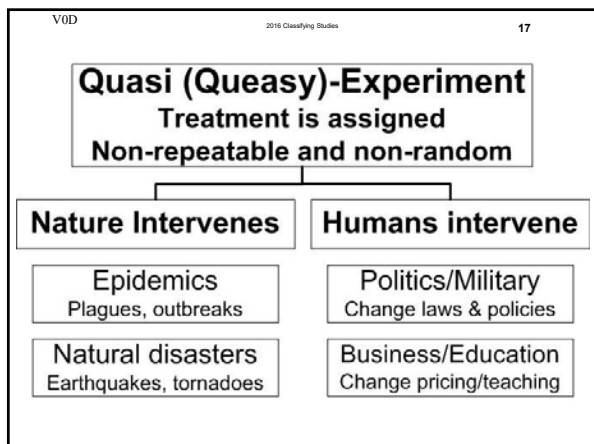 V0D
2016 Classifying Studies
17
Quasi (Queasy)-Experiment
Treatment is assigned
Non-repeatable and non-random
Nature Intervenes
Humans intervene
Epidemics
Plagues, outbreaks
Politics/Military
Change laws & policies
Natural disasters
Earthquakes, tornadoes
Business/Education
Change pricing/teaching